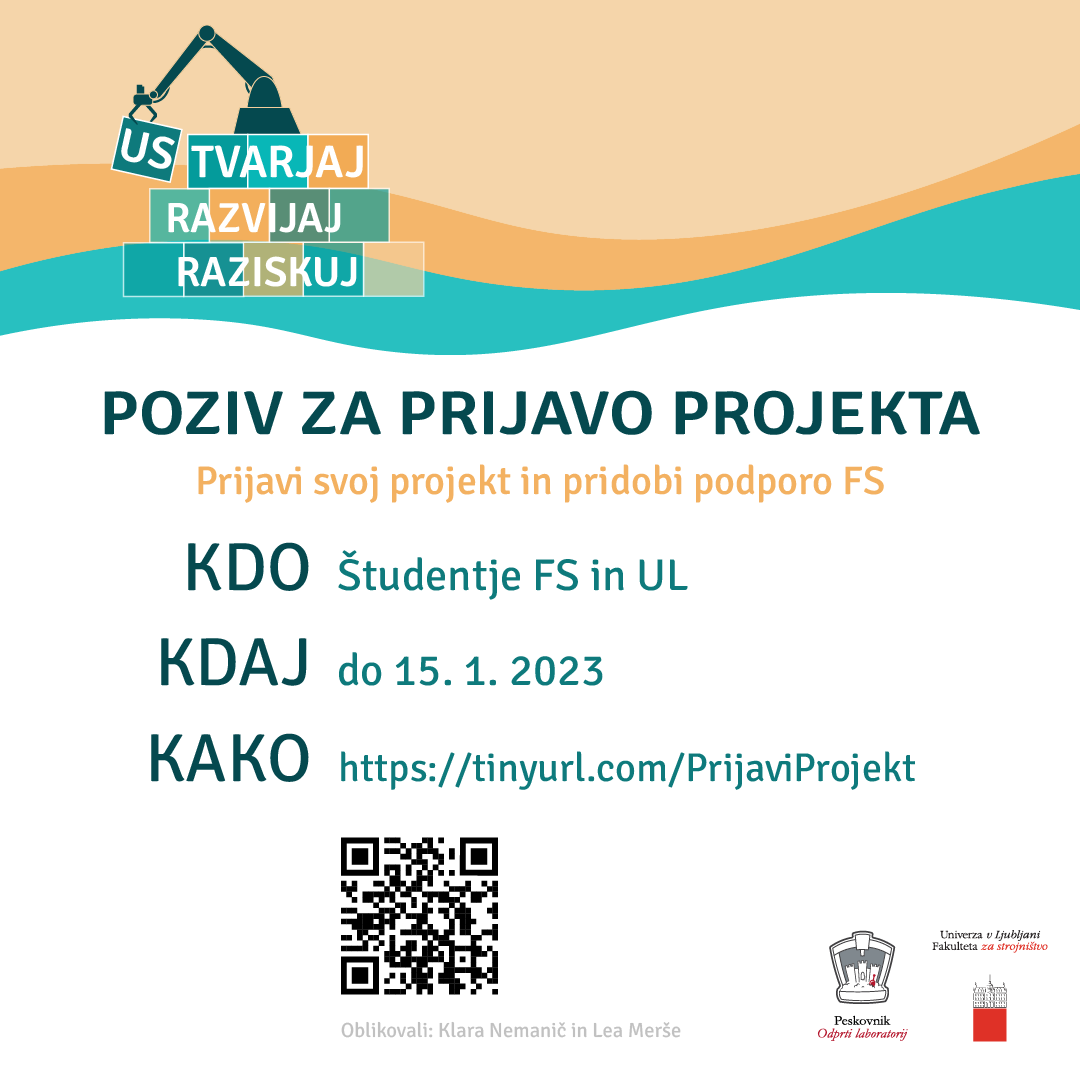 USTVARJAJ
RAZVIJAJ
RAZISKUJ
POZIV ZA PRIJAVO PROJEKTA
Prijavi svoj projekt in pridobi podporo FS
KDO Študentje FS in UL
KDAJ do 15. 1. 2023
KAKO https://tinyurl.com/PrijaviProjekt
Univerza v Ljubljani
Fakulteta za strojništvo
Peskovnik
Odprti laboratorij
Oblikovali: Klara Nemanič in Lea Merše